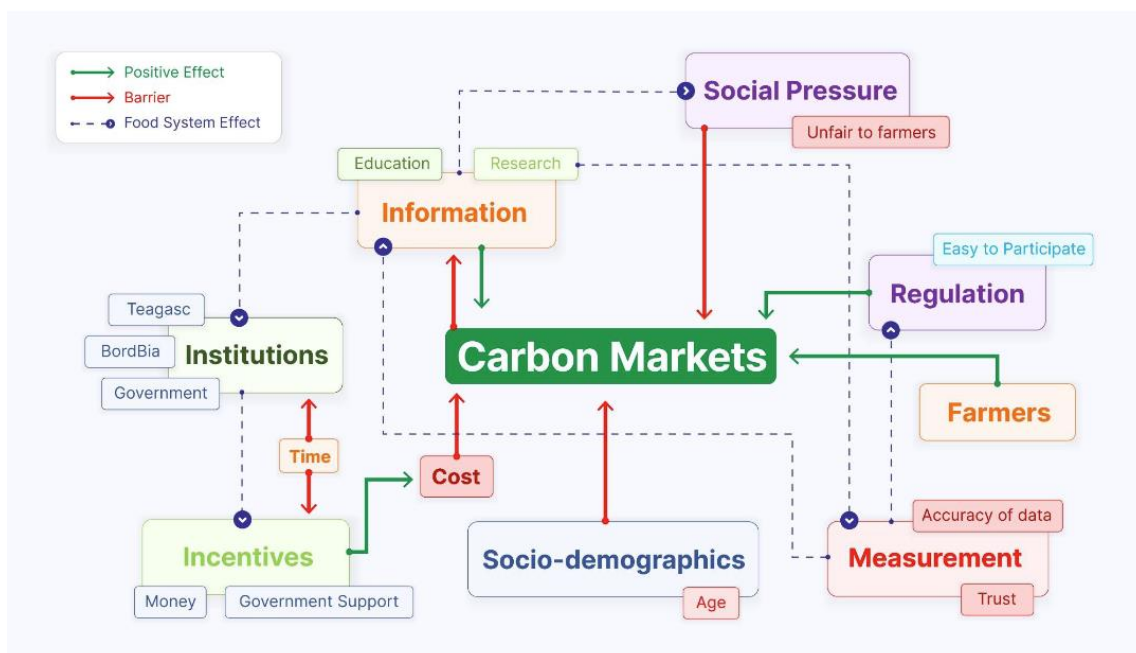 Positive Effect
Barrier
Food System Effect
Social Pressure
Unfair to farmers
Education
Research
Information
Easy to Participate
Regulation
Teagasc
BordBia
Institutions
Government
Carbon Markets
Farmers
Time
Cost
Accuracy of data
Incentives
Socio-demographics
Measurement
Money
Government Support
Age
Trust